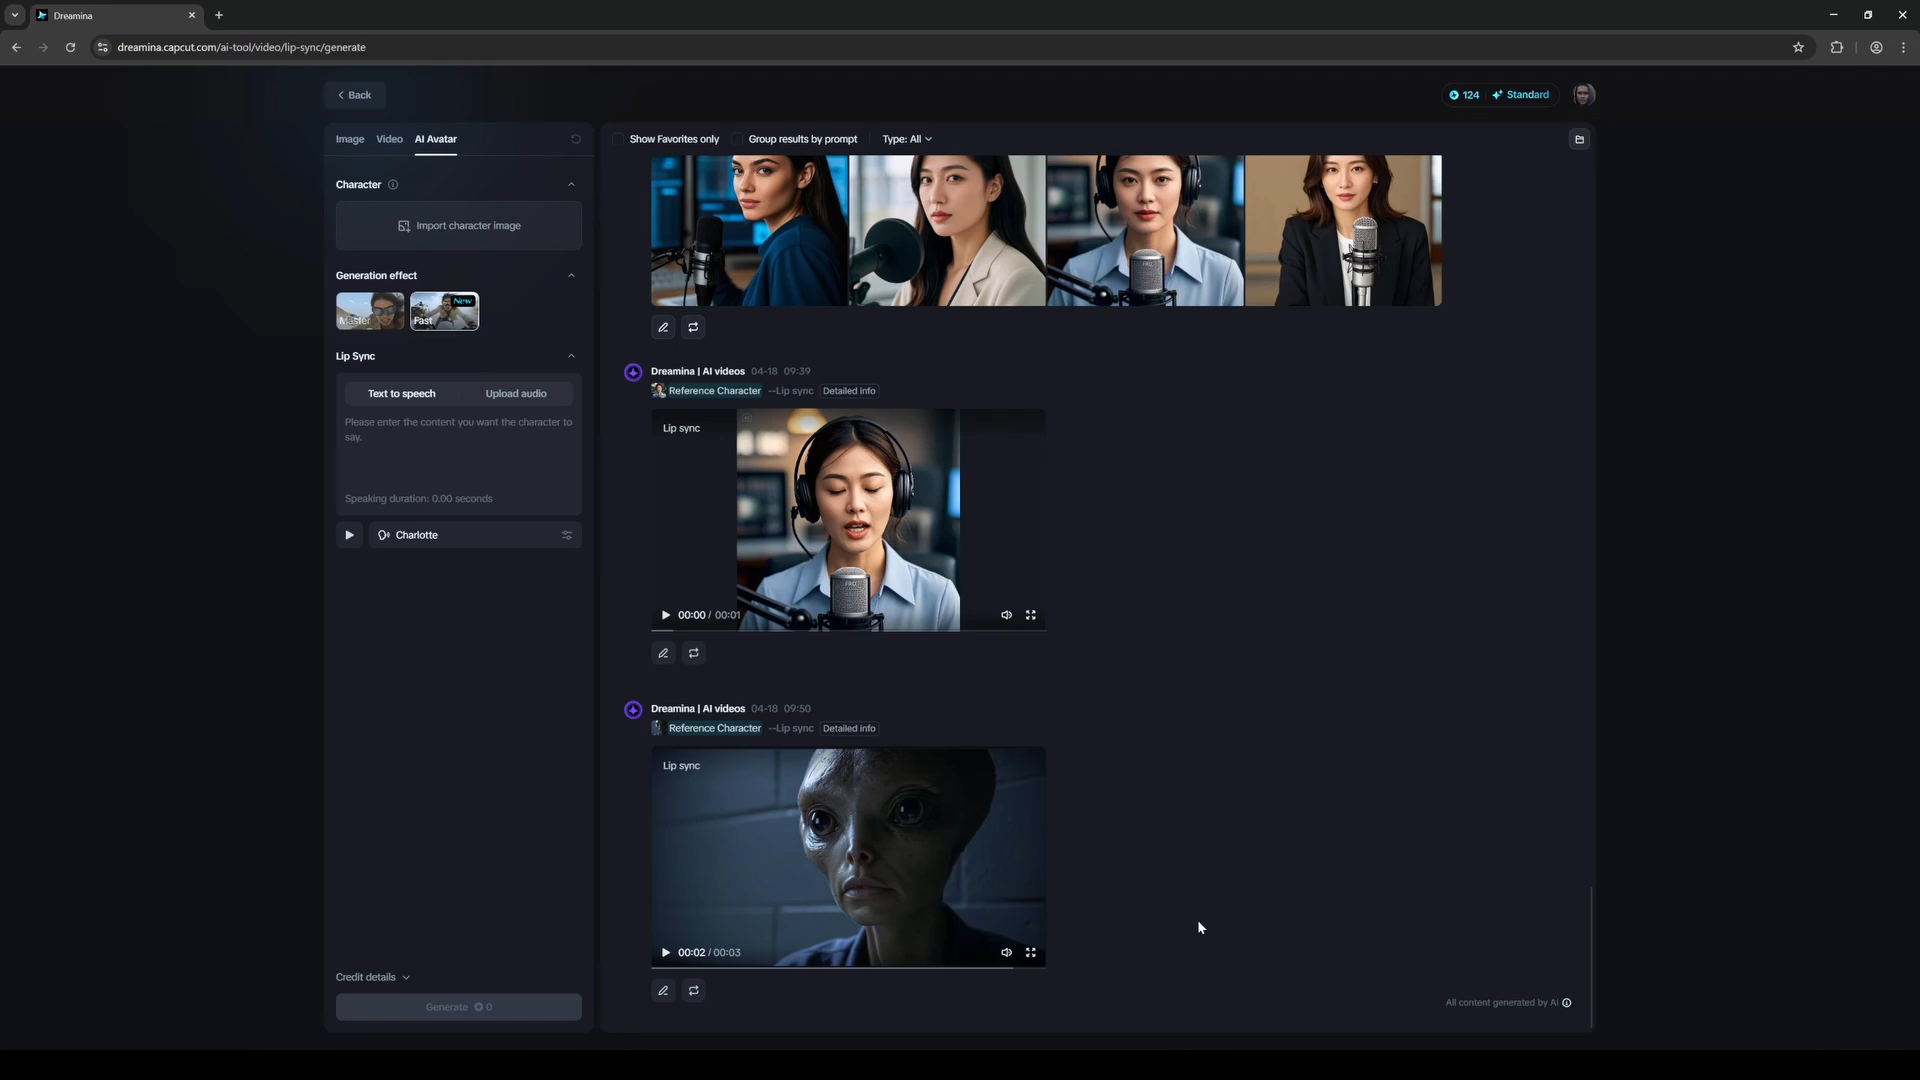 Dreamina
dreamina.capcut.com/ai-tool/video/lip-sync/generate
Back
124 Standard
Image Video AI Avatar
Show Favorites only Group results by prompt Type: All
Character
Import character image
Generation effect
Master
New
Fast
Lip Sync
Text to speech Upload audio
Please enter the content you want the character to
say.
Speaking duration: 0.00 seconds
Charlotte
Credit details
Generate 0
Dreamina | AI videos 04-18 09:39
Reference Character --Lip sync Detailed info
Lip sync
PRO
00:00 / 00:01
Dreamina | AI videos 04-18 09:50
Reference Character --Lip sync Detailed info
Lip sync
00:02 / 00:03
All content generated by AI